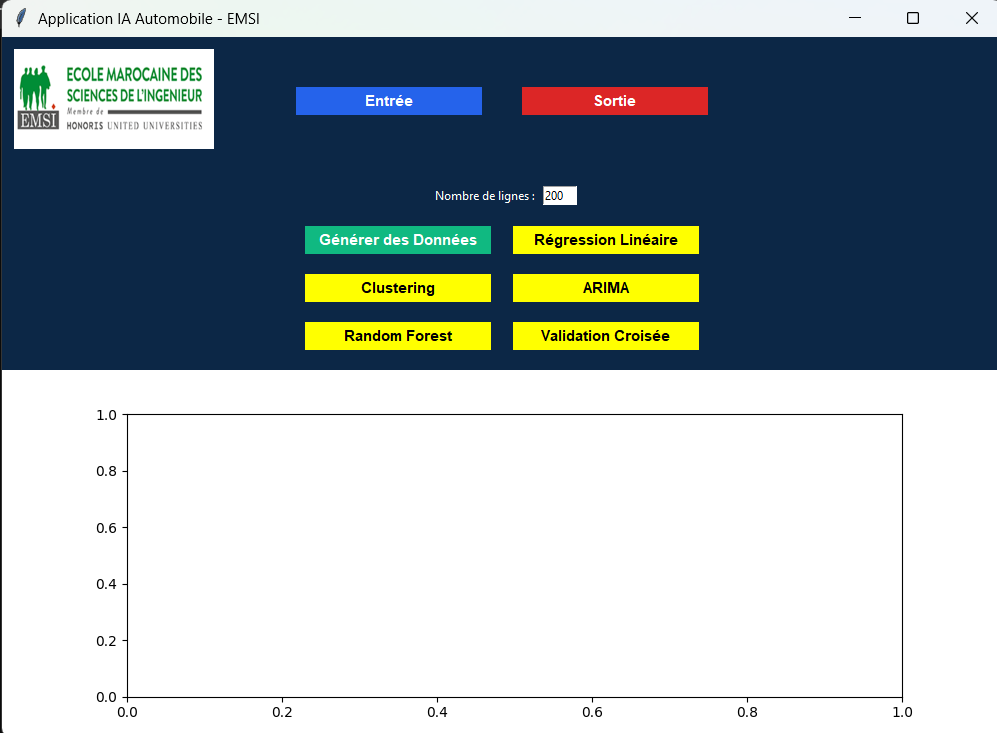 Application IA Automobile - EMSI
ECOLE MAROCAINE DES
SCIENCES DE L'INGENIEUR
Membre de
HONORIS UNITED UNIVERSITIES
EMSI
Entrée
Sortie
Nombre de lignes :
200
Générer des Données
Régression Linéaire
Clustering
ARIMA
Random Forest
Validation Croisée
1.0
0.8
0.6
0.4
0.2
0.0
0.0
0.2
0.4
0.6
0.8
1.0